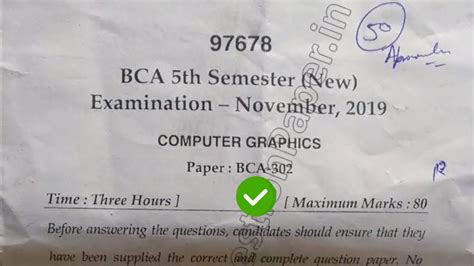 50
97678
BCA 5th Semester (New)
Examination – November, 2019
COMPUTER GRAPHICS
Paper : BCA-302
Time : Three Hours ] [ Maximum Marks : 80
Before answering the questions, candidates should ensure that they
have been supplied the correct and complete question paper. No
stionPaper.in